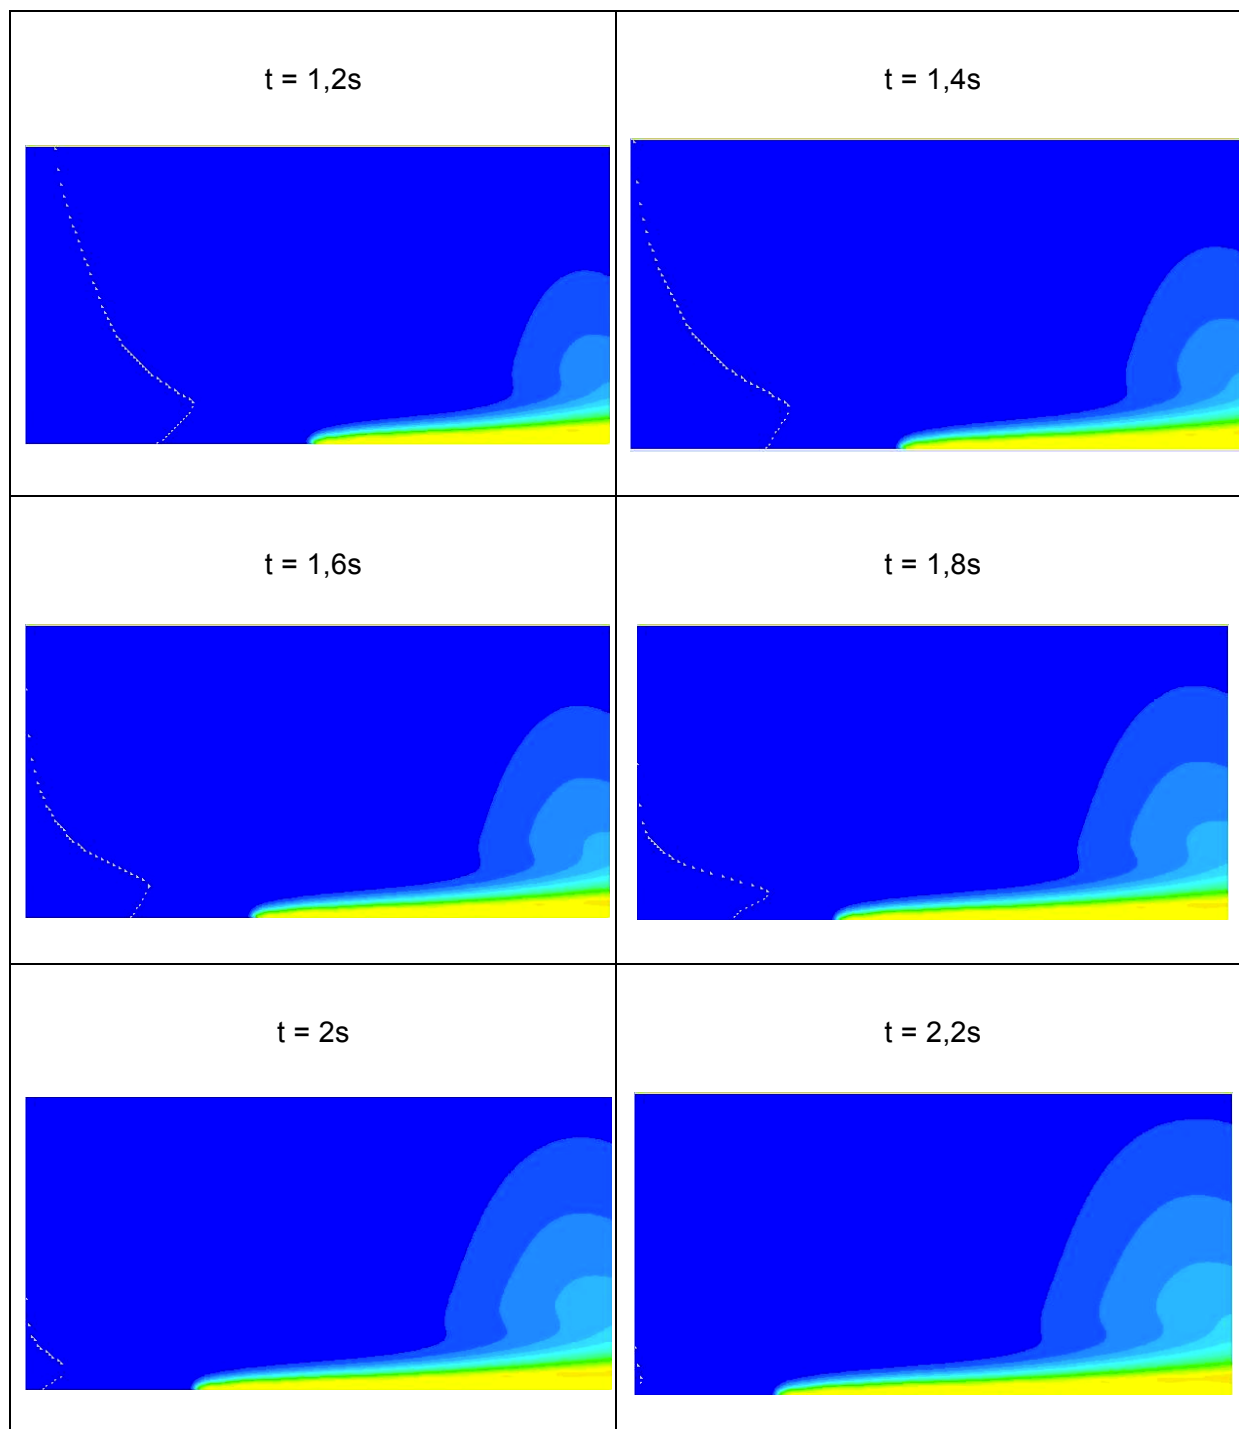 t = 1,2s
t = 1,4s
t = 1,6s
t = 1,8s
t = 2s
t = 2,2s